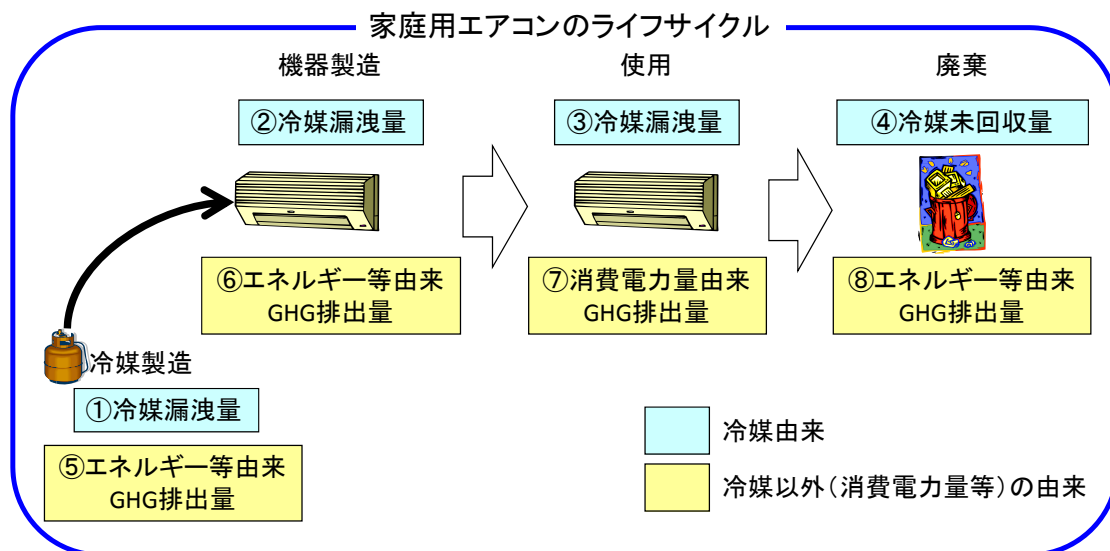 家庭用エアコンのライフサイクル
機器製造
使用
廃棄
②冷媒漏洩量
③冷媒漏洩量
④冷媒未回収量
⑥エネルギー等由来
GHG排出量
⑦消費電力量由来
GHG排出量
⑧エネルギー等由来
GHG排出量
冷媒製造
①冷媒漏洩量
⑤エネルギー等由来
GHG排出量
冷媒由来
冷媒以外(消費電力量等)の由来